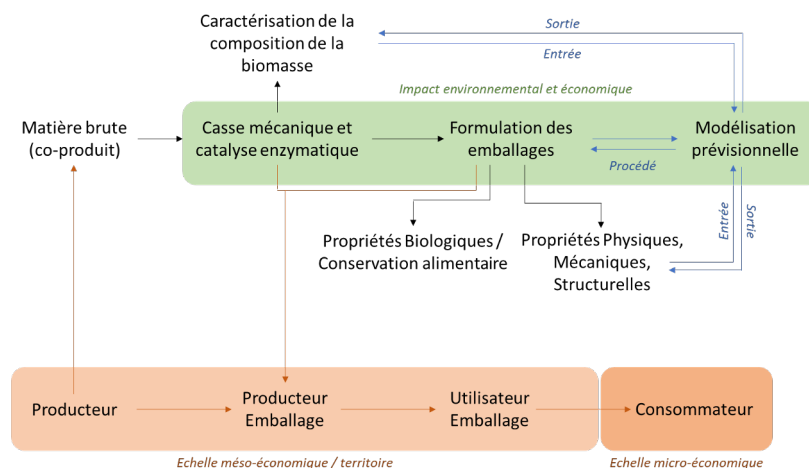 Caractérisation de la
composition de la
biomasse
Sortie
Entrée
Impact environnemental et économique
Matière brute
(co-produit)
Casse mécanique et
catalyse enzymatique
Formulation des
emballages
Modélisation
prévisionnelle
Procédé
Entrée
Sortie
Propriétés Biologiques /
Conservation alimentaire
Propriétés Physiques,
Mécaniques,
Structurelles
Producteur
Producteur
Emballage
Utilisateur
Emballage
Consommateur
Echelle méso-économique / territoire
Echelle micro-économique